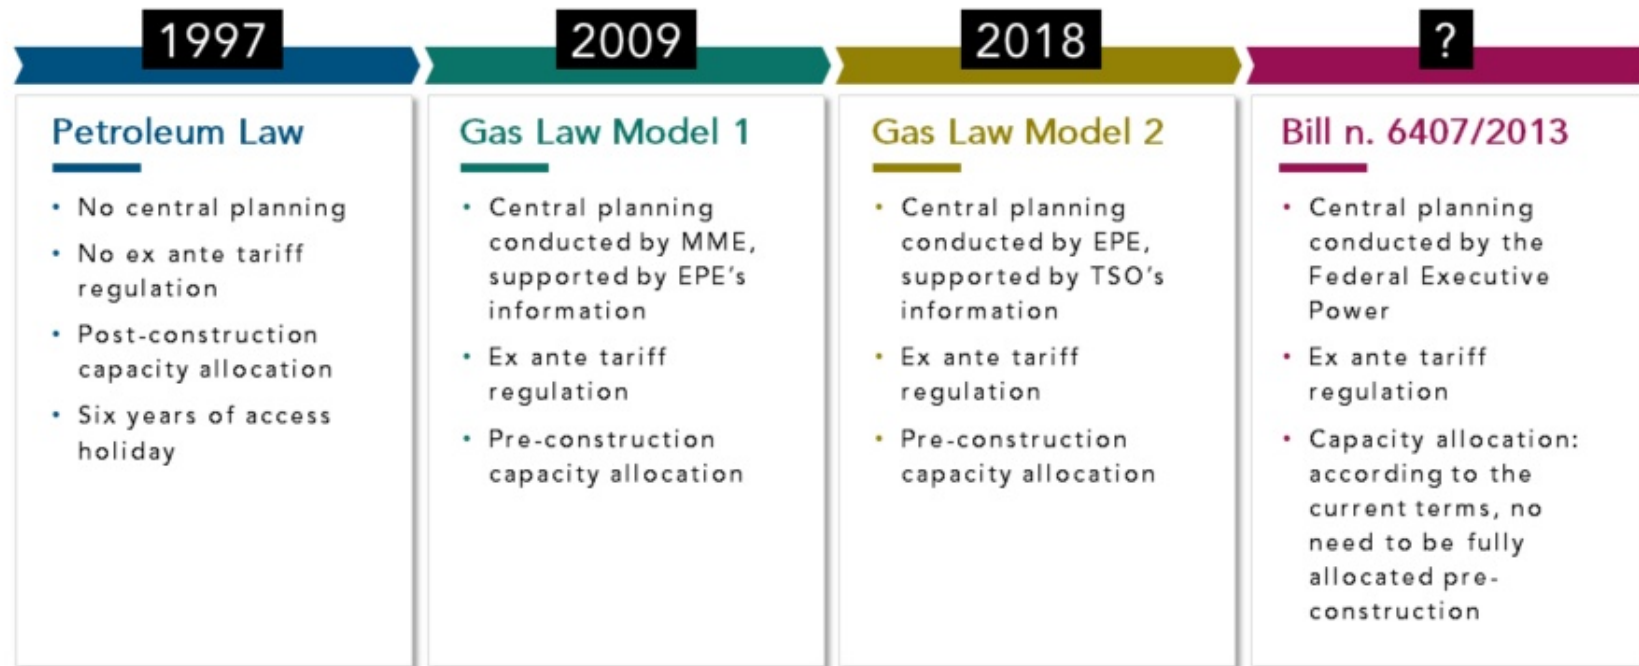 1997
Petroleum Law
• No central planning
• No ex ante tariff
regulation
• Post-construction
capacity allocation
• Six years of access
holiday
2009
Gas Law Model 1
• Central planning
conducted by MME,
supported by EPE's
information
• Ex ante tariff
regulation
• Pre-construction
capacity allocation
2018
Gas Law Model 2
• Central planning
conducted by EPE,
supported by TSO's
information
• Ex ante tariff
regulation
• Pre-construction
capacity allocation
?
Bill n. 6407/2013
• Central planning
conducted by the
Federal Executive
Power
• Ex ante tariff
regulation
• Capacity allocation:
according to the
current terms, no
need to be fully
allocated pre-
construction